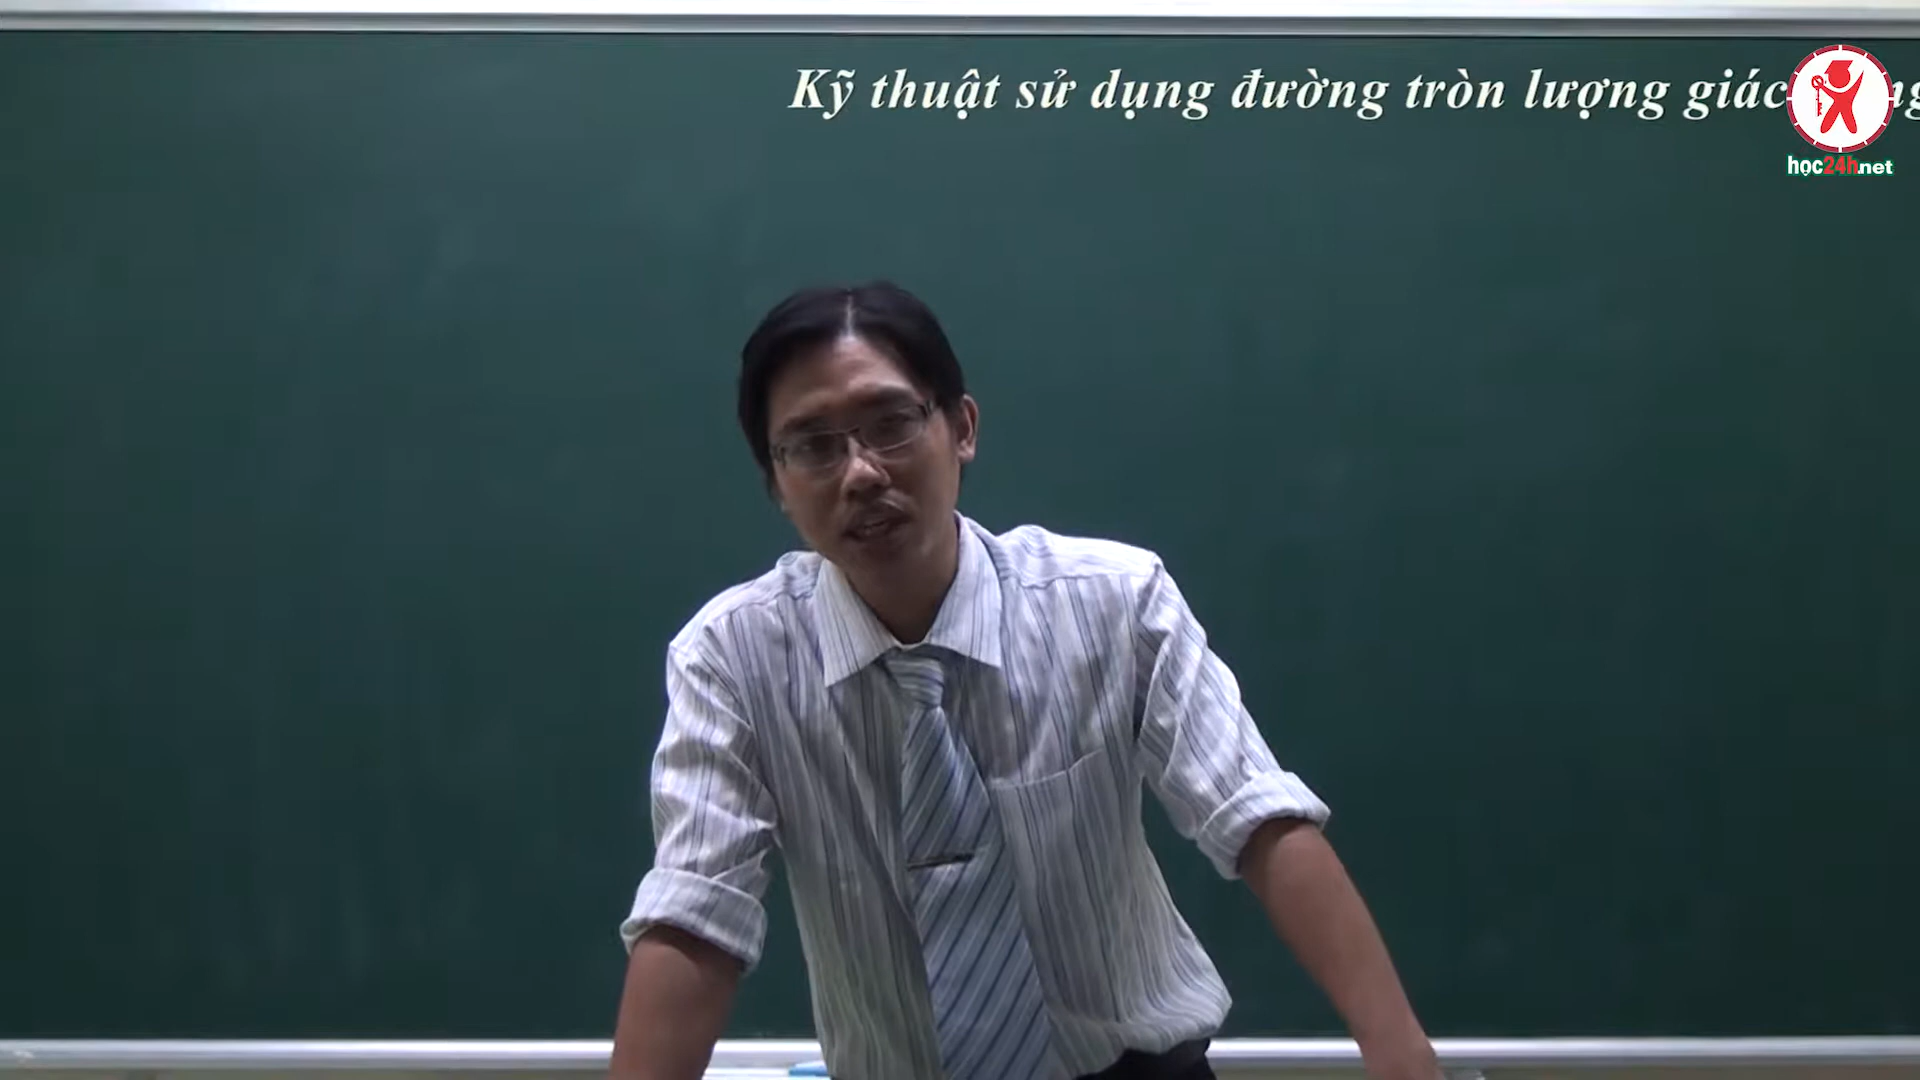 Kỹ thuật sử dụng đường tròn lượng giác
học24h.net